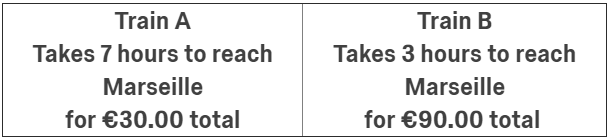 Train A
Takes 7 hours to reach
Marseille
for €30.00 total
Train B
Takes 3 hours to reach
Marseille
for €90.00 total